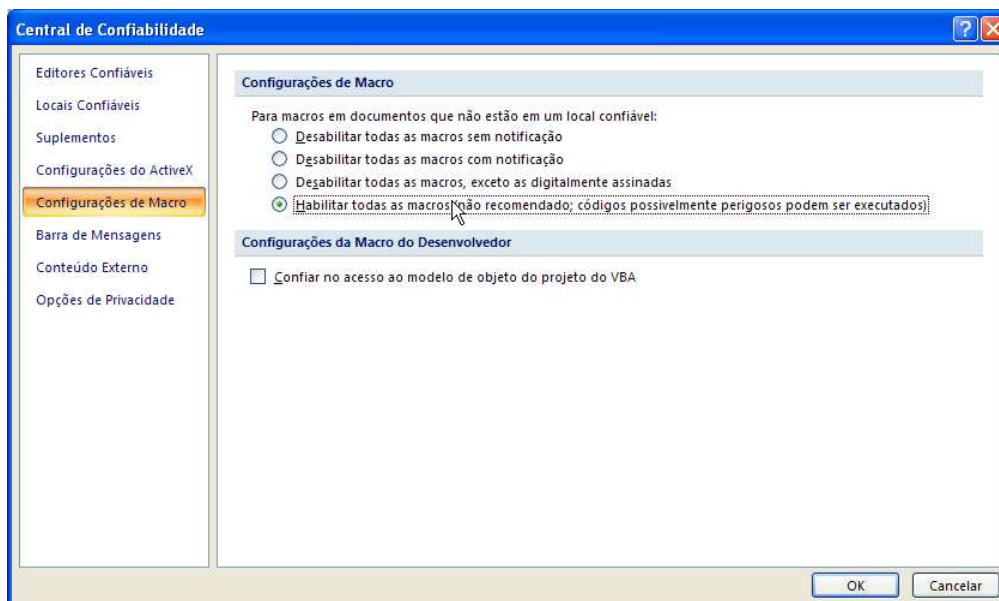 Central de Confiabilidade
Editores Confiáveis
Locais Confiáveis
Suplementos
Configurações do ActiveX
Configurações de Macro
Barra de Mensagens
Conteúdo Externo
Opções de Privacidade
Configurações de Macro
Para macros em documentos que não estão em um local confiável:
Desabilitar todas as macros sem notificação
Desabilitar todas as macros com notificação
Desabilitar todas as macros, exceto as digitalmente assinadas
Habilitar todas as macros (não recomendado; códigos possivelmente perigosos podem ser executados)
Configurações da Macro do Desenvolvedor
Confiar no acesso ao modelo de objeto do projeto do VBA
OK
Cancelar